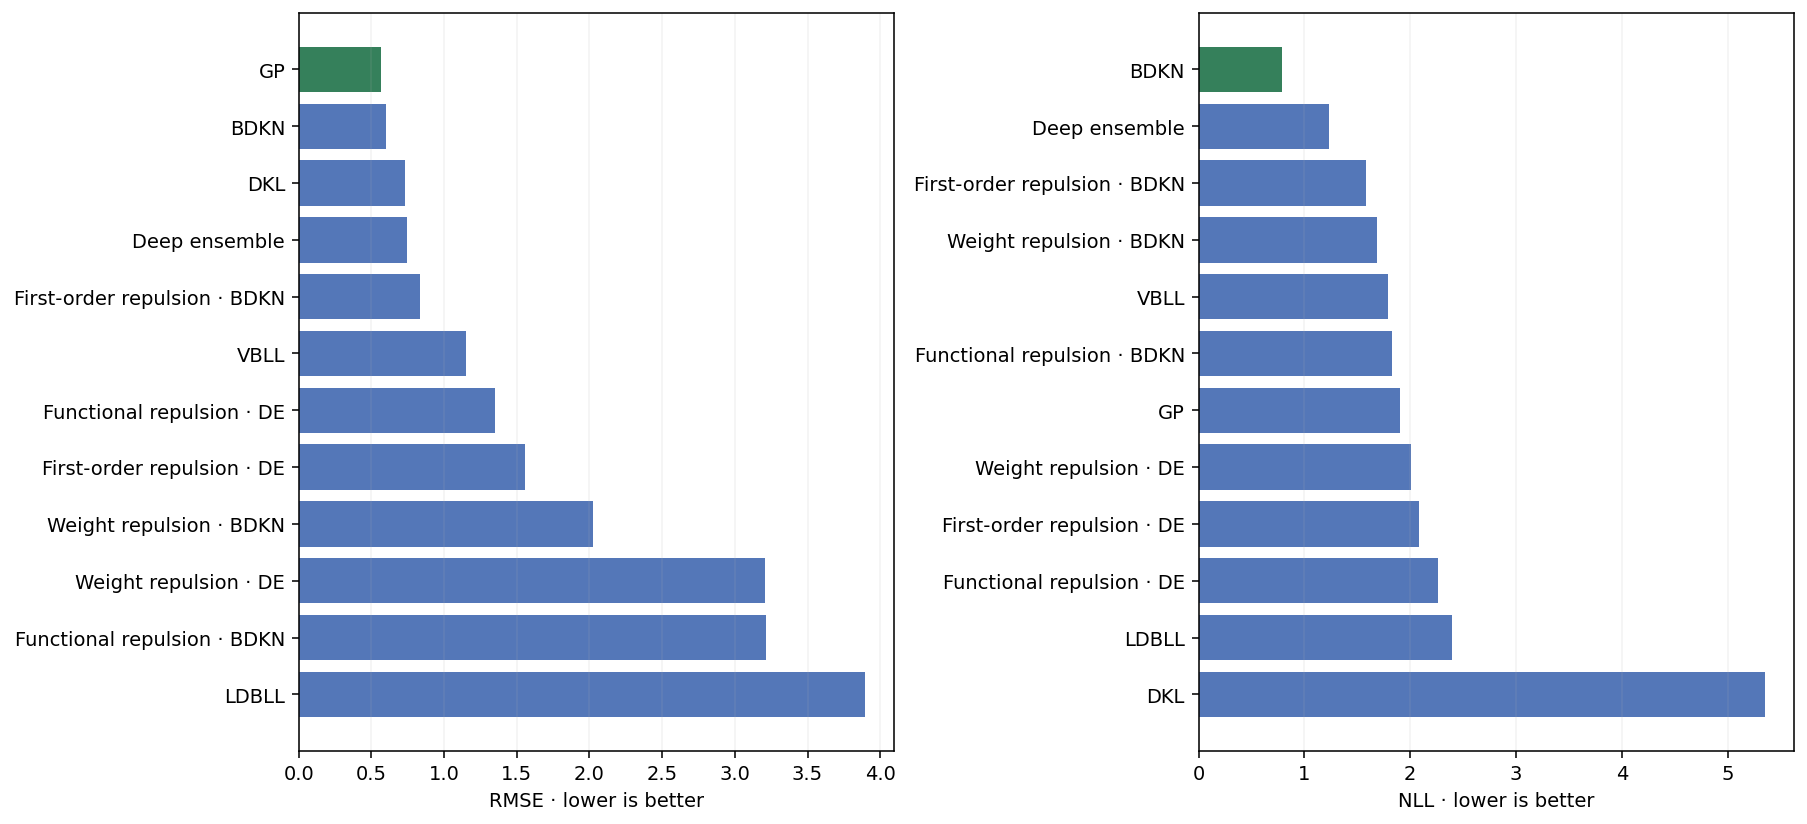 GP
BDKN
DKL
Deep ensemble
First-order repulsion · BDKN
VBLL
Functional repulsion · DE
First-order repulsion · DE
Weight repulsion · BDKN
Weight repulsion · DE
Functional repulsion · BDKN
LDBLL
0.0 0.5 1.0 1.5 2.0 2.5 3.0 3.5 4.0
RMSE · lower is better
BDKN
Deep ensemble
First-order repulsion · BDKN
Weight repulsion · BDKN
VBLL
Functional repulsion · BDKN
GP
Weight repulsion · DE
First-order repulsion · DE
Functional repulsion · DE
LDBLL
DKL
0 1 2 3 4 5
NLL · lower is better